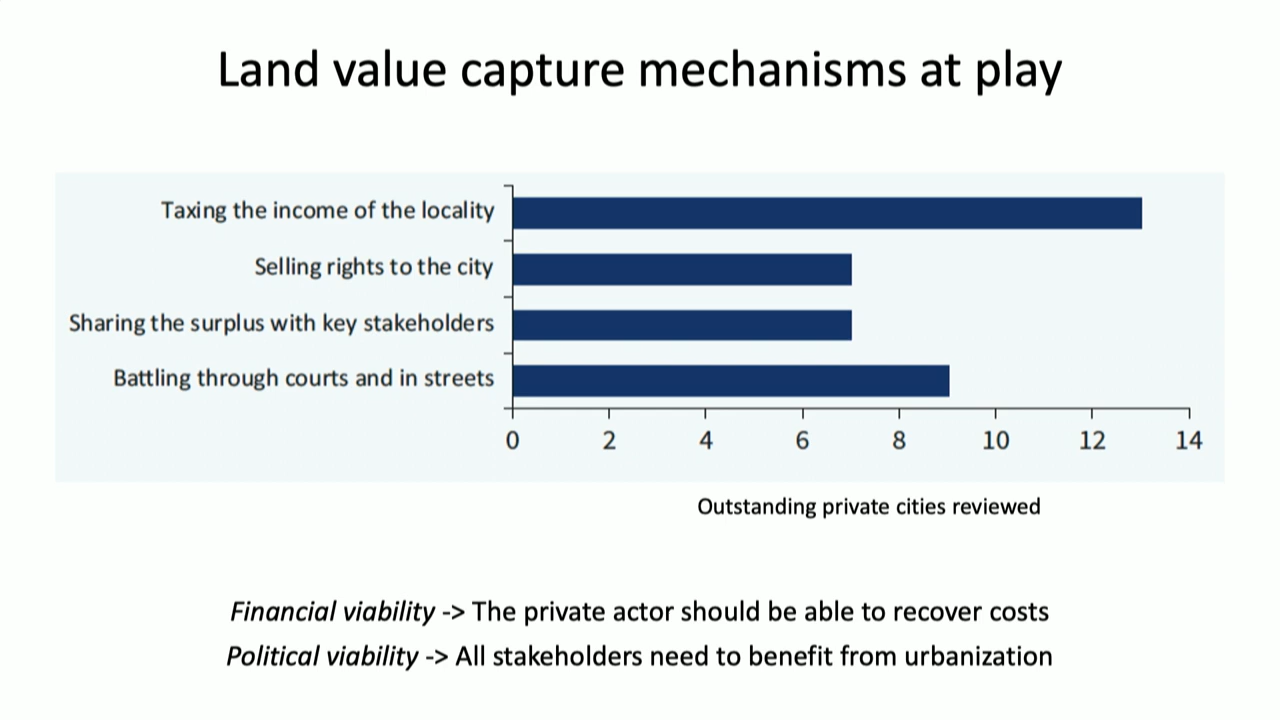 Land value capture mechanisms at play
Taxing the income of the locality
Selling rights to the city
Sharing the surplus with key stakeholders
Battling through courts and in streets
0 2 4 6 8 10 12 14
Outstanding private cities reviewed
Financial viability -> The private actor should be able to recover costs
Political viability -> All stakeholders need to benefit from urbanization